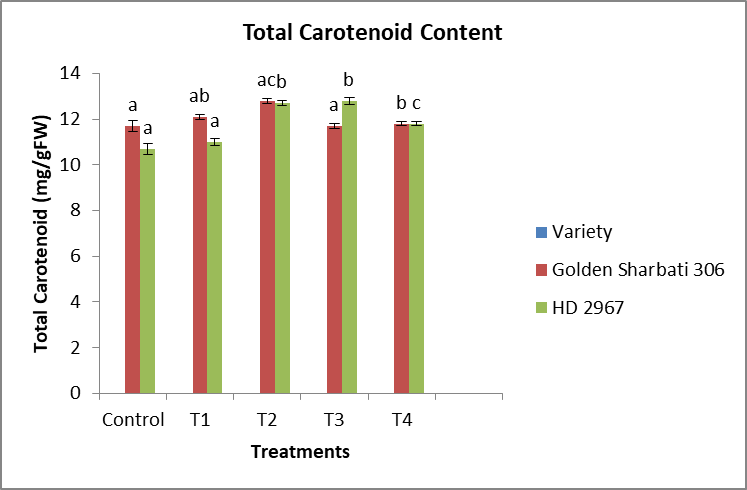 Total Carotenoid Content
Total Carotenoid (mg/gFW)
14
12
10
8
6
4
2
0
a a
ab a
ac b
a b
b c
Control T1 T2 T3 T4
Treatments
Variety
Golden Sharbati 306
HD 2967